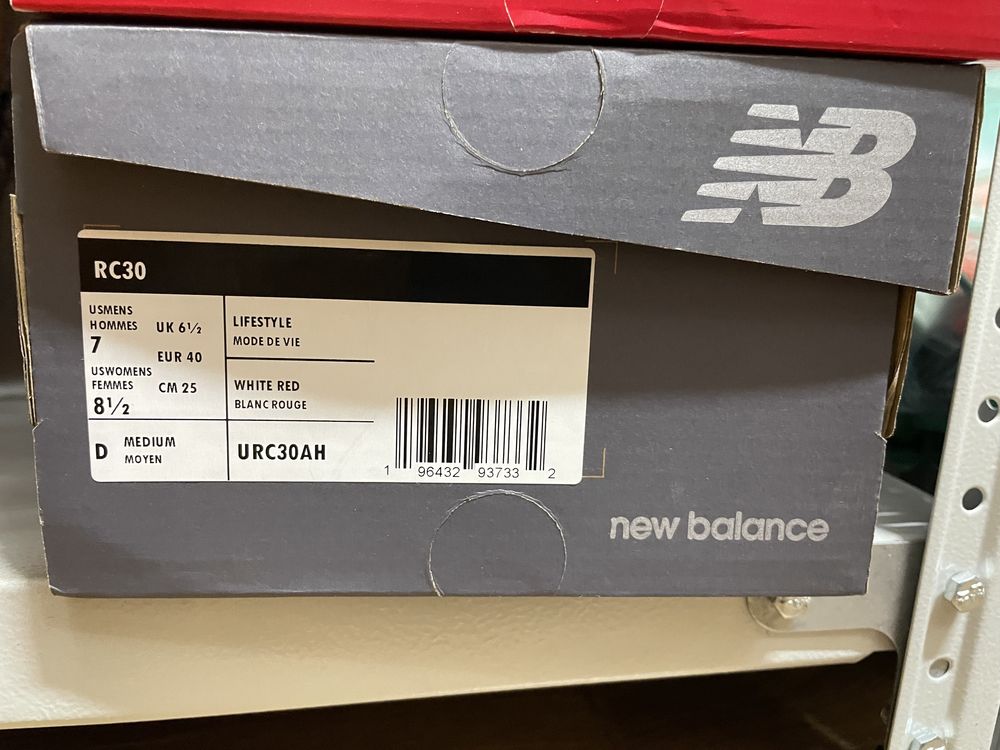 NB
RC30
USMENS
HOMMES
7
UK 6½
EUR 40
USWOMENS
FEMMES
8½
CM 25
D MEDIUM
MOYEN
LIFESTYLE
MODE DE VIE
WHITE RED
BLANC ROUGE
URC30AH
1 96432 93733 2
new balance